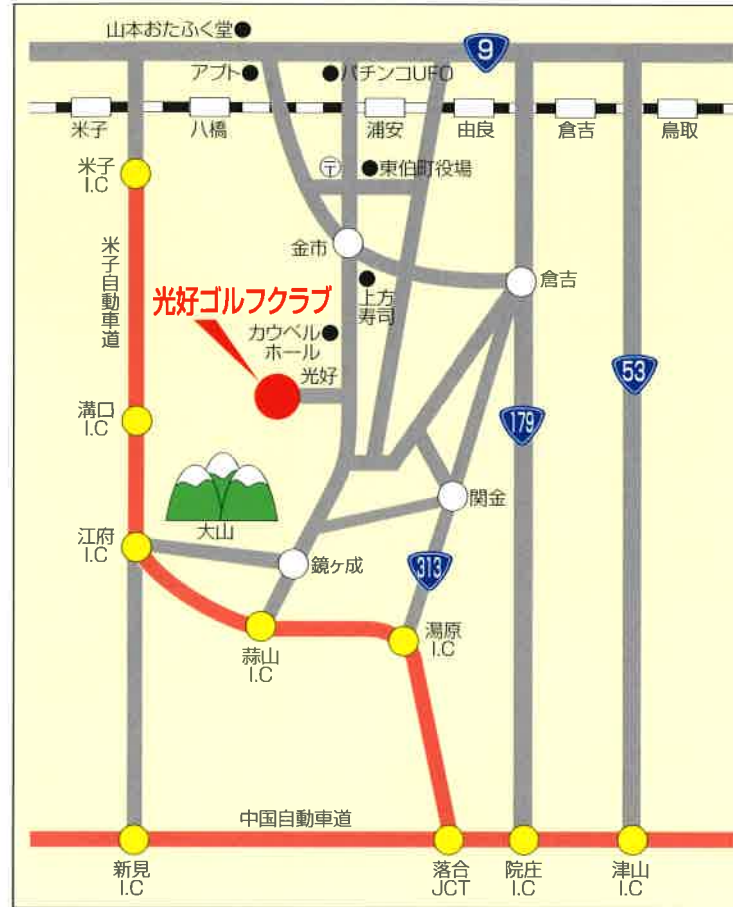 山本おたふく堂
9
アプト
パチンコUFO
米子
八橋
浦安
由良
倉吉
鳥取
米子
I.C
〒
東伯町役場
米子自動車道
金市
倉吉
上方
寿司
光好ゴルフクラブ
カウベル
ホール
光好
53
溝口
I.C
179
大山
関金
江府
I.C
鏡ヶ成
313
蒜山
I.C
湯原
I.C
中国自動車道
新見
I.C
落合
JCT
院庄
I.C
津山
I.C